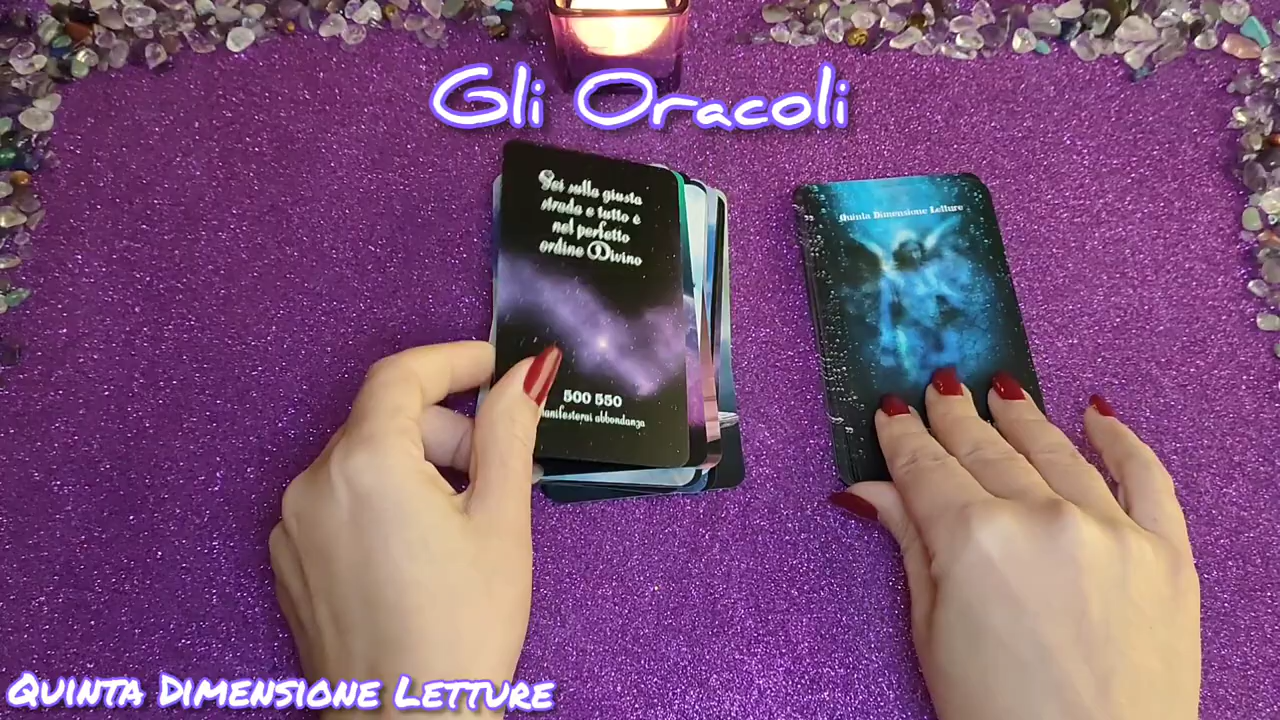 Gli Oracoli
Sei sulla giusta
strada e tutto è
nel perfetto
ordine Divino
500 550
manifesterai abbondanza
Quinta Dimensione Letture
Quinta Dimensione Letture